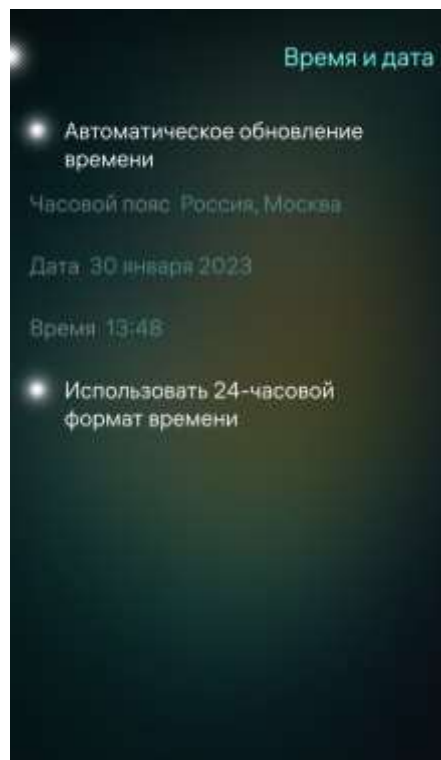 Время и дата
Автоматическое обновление
времени
Часовой пояс Россия, Москва
Дата 30 января 2023
Время 13:48
Использовать 24-часовой
формат времени